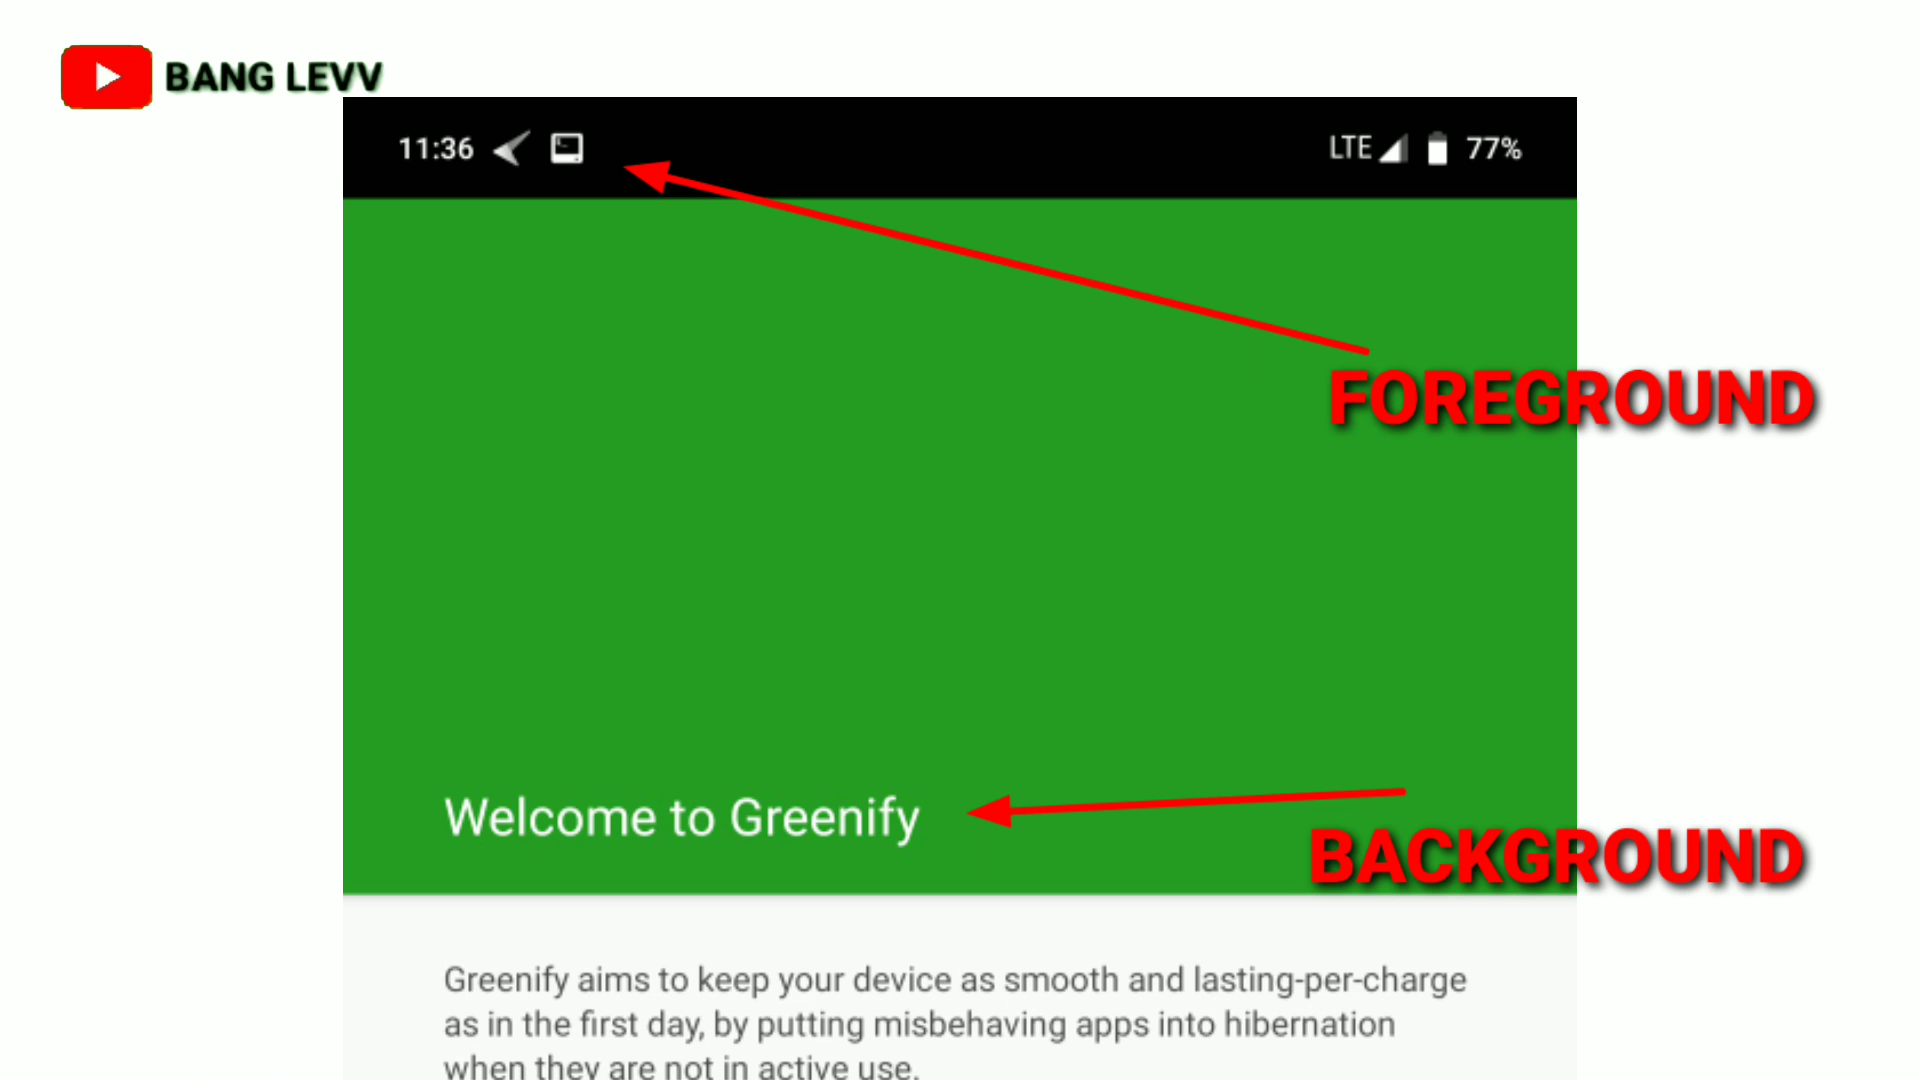 BANG LEVV
11:36
LTE
77%
FOREGROUND
Welcome to Greenify
BACKGROUND
Greenify aims to keep your device as smooth and lasting-per-charge
as in the first day, by putting misbehaving apps into hibernation
when they are not in active use.